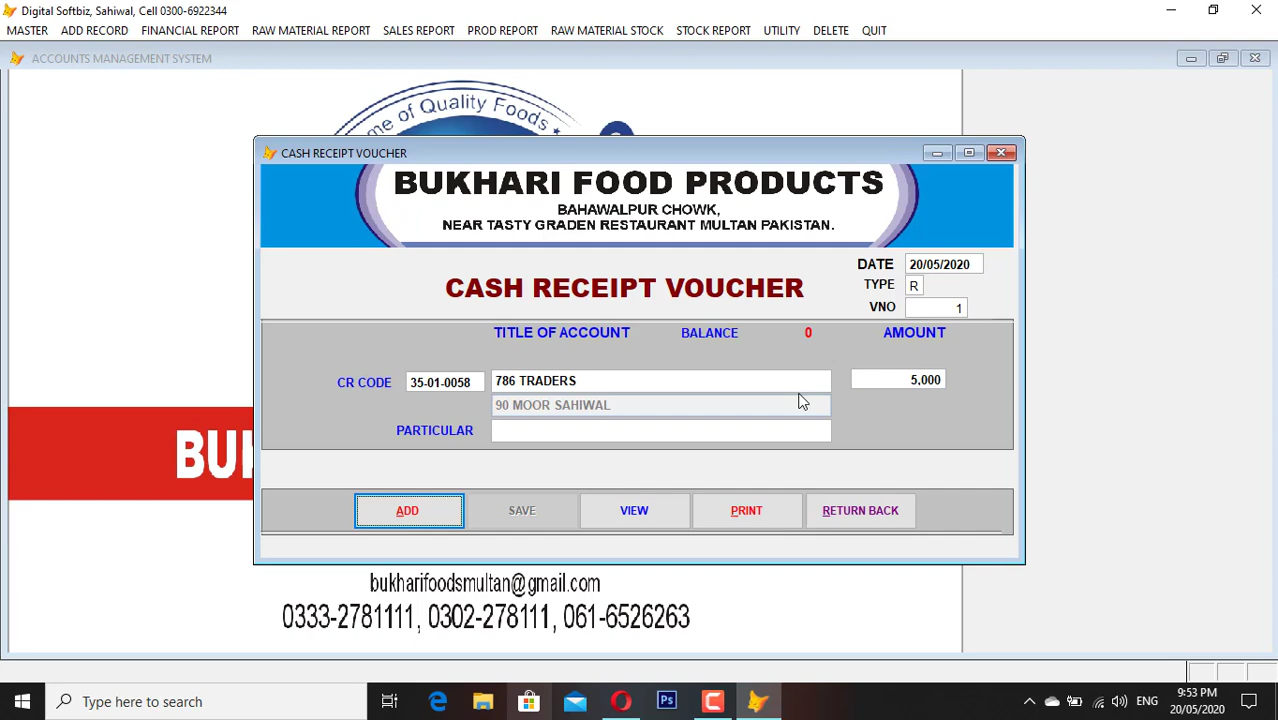 Digital Softbiz, Sahiwal, Cell 0300-6922344
MASTER ADD RECORD FINANCIAL REPORT RAW MATERIAL REPORT SALES REPORT PROD REPORT RAW MATERIAL STOCK STOCK REPORT UTILITY DELETE QUIT
ACCOUNTS MANAGEMENT SYSTEM
me of Quality Foods
CASH RECEIPT VOUCHER
BUKHARI FOOD PRODUCTS
BAHAWALPUR CHOWK,
NEAR TASTY GRADEN RESTAURANT MULTAN PAKISTAN.
DATE 20/05/2020
CASH RECEIPT VOUCHER
TYPE R
VNO 1
TITLE OF ACCOUNT BALANCE 0 AMOUNT
CR CODE 35-01-0058 786 TRADERS 5,000
90 MOOR SAHIWAL
PARTICULAR
BUK
ADD SAVE VIEW PRINT RETURN BACK
bukharifoodsmultan@gmail.com
0333-2781111, 0302-278111, 061-6526263
Type here to search
Ps
ENG
9:53 PM
20/05/2020